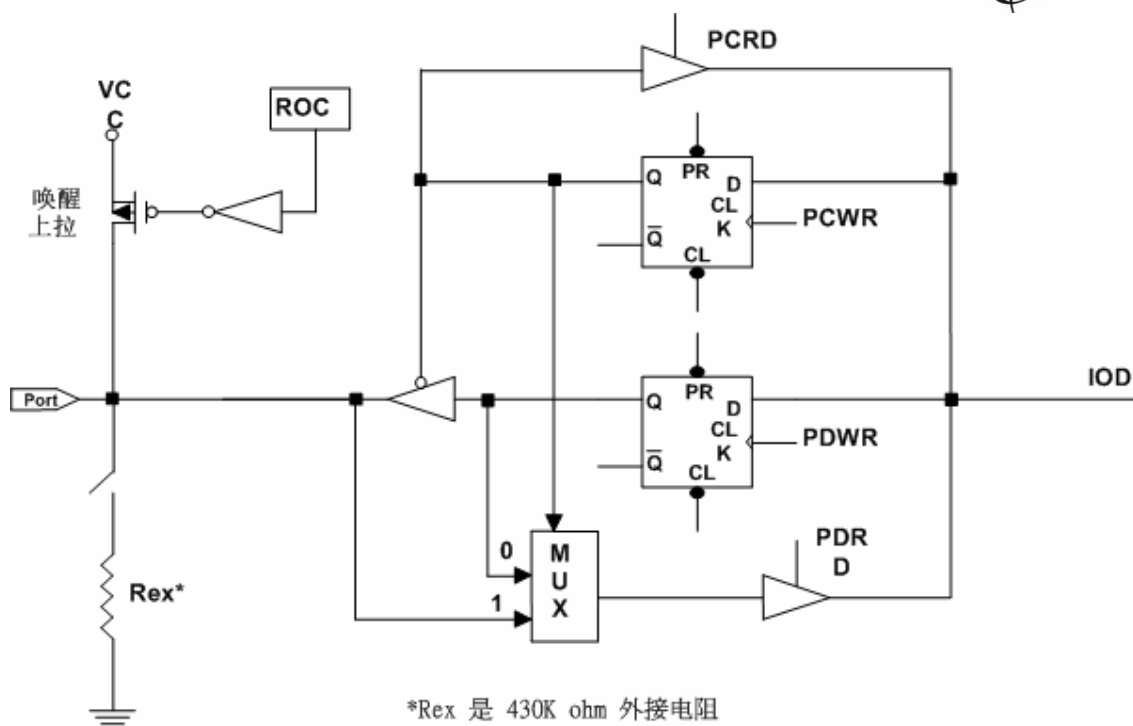 PCRD
VC
C
ROC
唤醒
上拉
Q
PR
D
CL
K
Q̅
CL
PCWR
Port
Q
PR
D
CL
K
Q̅
CL
PDWR
IOD
0
1
M
U
X
PDR
D
Rex*
*Rex 是 430K ohm 外接电阻